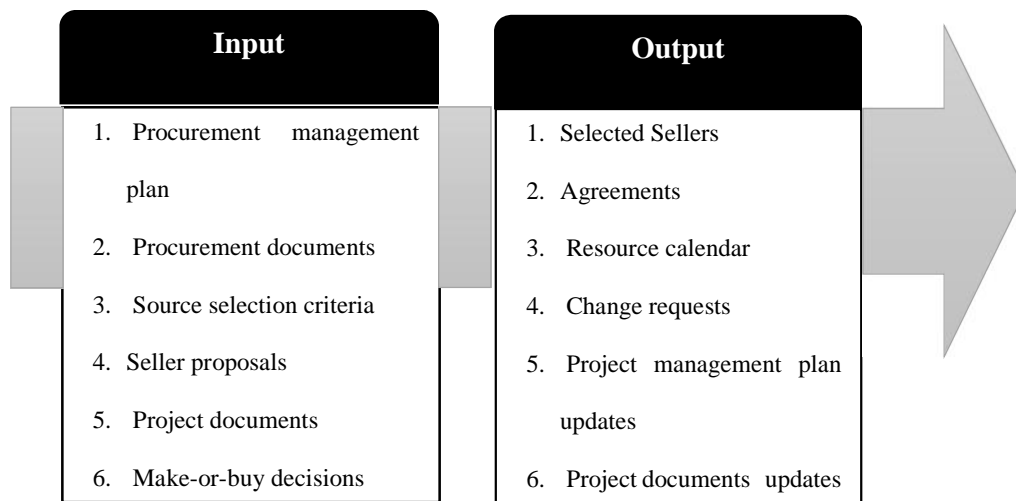 Input
1. Procurement management
plan
2. Procurement documents
3. Source selection criteria
4. Seller proposals
5. Project documents
6. Make-or-buy decisions
Output
1. Selected Sellers
2. Agreements
3. Resource calendar
4. Change requests
5. Project management plan
updates
6. Project documents updates